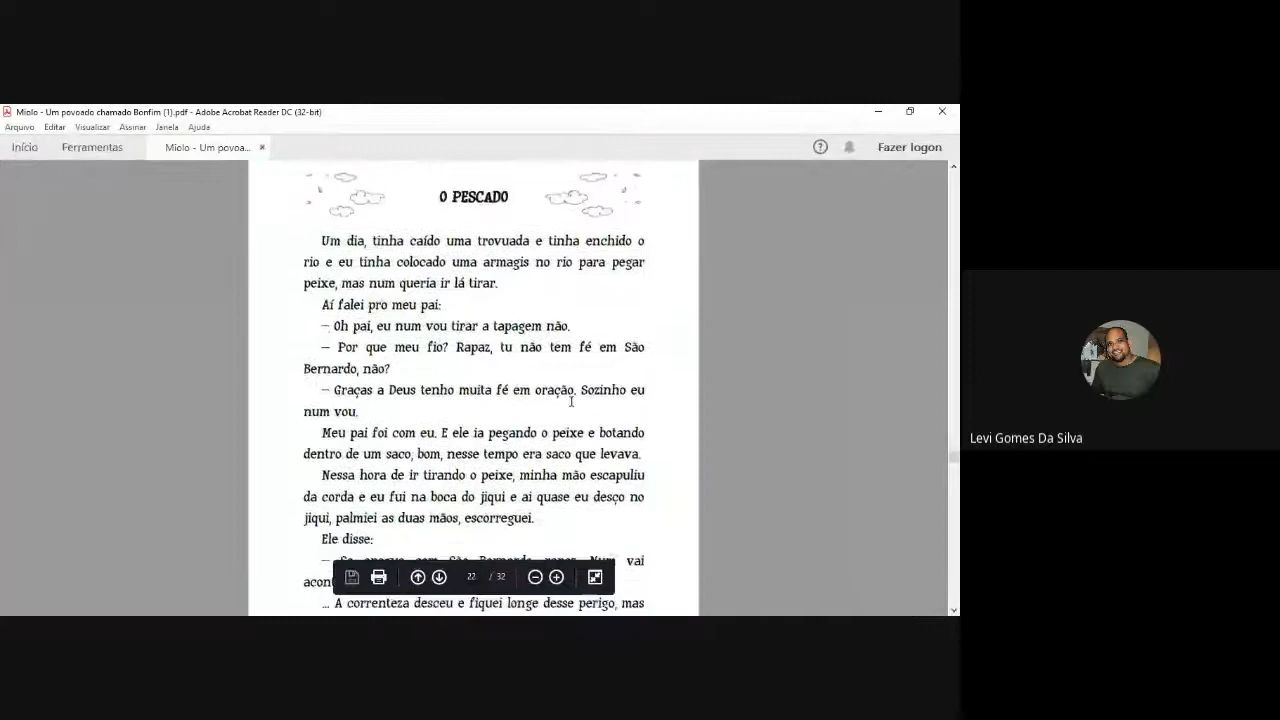 Miolo - Um povoado chamado Bonfim (1).pdf - Adobe Acrobat Reader DC (32-bit)
Arquivo Editar Visualizar Assinar Janela Ajuda
Início Ferramentas Miolo - Um povoa... × Fazer logon
O PESCADO
Um dia, tinha caído uma trovuada e tinha enchido o
rio e eu tinha colocado uma armagis no rio para pegar
peixe, mas num queria ir lá tirar.
Aí falei pro meu pai:
– Oh pai, eu num vou tirar a tapagem não.
– Por que meu fio? Rapaz, tu não tem fé em São
Bernardo, não?
– Graças a Deus tenho muita fé em oração. Sozinho eu
num vou.
Meu pai foi com eu. E ele ia pegando o peixe e botando
dentro de um saco, bom, nesse tempo era saco que levava.
Nessa hora de ir tirando o peixe, minha mão escapuliu
da corda e eu fui na boca do jiqui e ai quase eu desço no
jiqui, palmiei as duas mãos, escorreguei.
Ele disse:
– São Bernardo, vai
22 / 32
... A correnteza desceu e fiquei longe desse perigo, mas
Levi Gomes Da Silva